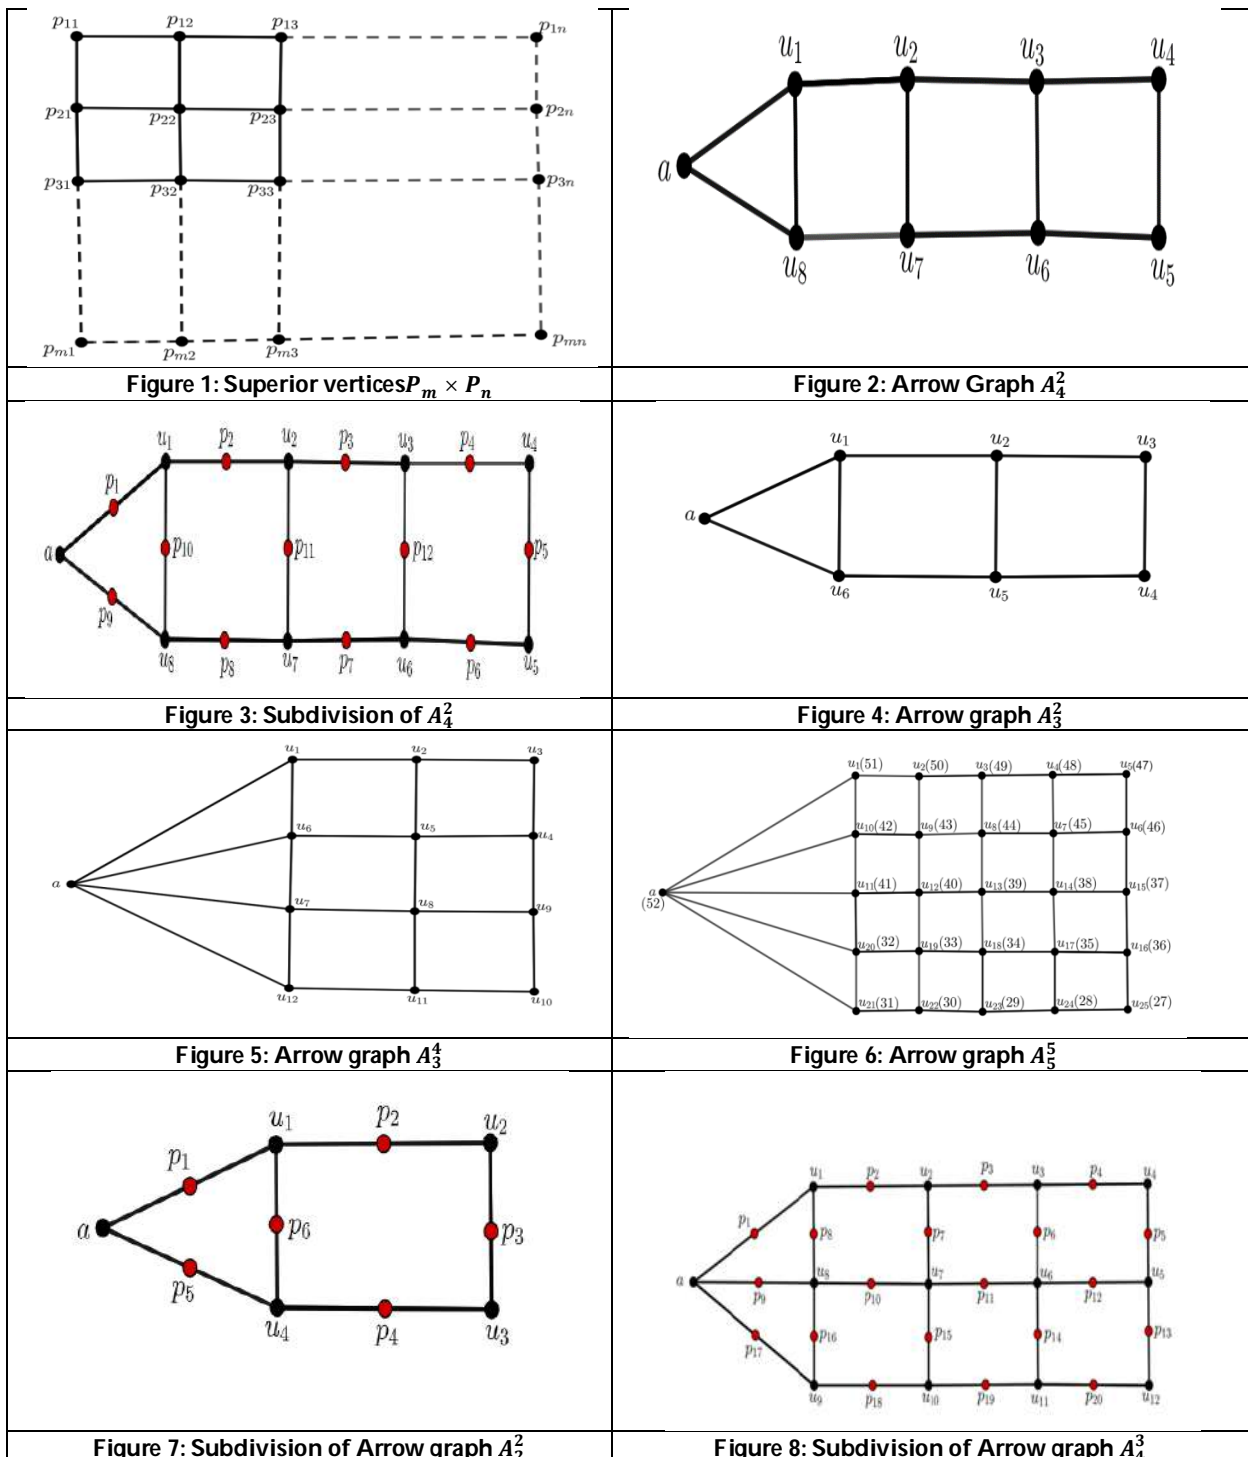 p11 p12 p13 p1n
p21 p22 p23 p2n
p31 p32 p33 p3n
pm1 pm2 pm3 pmn
Figure 1: Superior vertices𝑷𝒎 × 𝑷𝒏
u1 u2 u3 u4
a
u8 u7 u6 u5
Figure 2: Arrow Graph 𝑨₄²
u1 p2 u2 p3 u3 p4 u4
p1
a p10 p11 p12 p5
p9
u8 p8 u7 p7 u6 p6 u5
Figure 3: Subdivision of 𝑨₄²
u1 u2 u3
a
u6 u5 u4
Figure 4: Arrow graph 𝑨₃²
u1 u2 u3
u6 u5 u4
a
u7 u8 u9
u12 u11 u10
Figure 5: Arrow graph 𝑨₃⁴
u1(51) u2(50) u3(49) u4(48) u5(47)
u10(42) u9(43) u8(44) u7(45) u6(46)
a
(52)
u11(41) u12(40) u13(39) u14(38) u15(37)
u20(32) u19(33) u18(34) u17(35) u16(36)
u21(31) u22(30) u23(29) u24(28) u25(27)
Figure 6: Arrow graph 𝑨₅⁵
u1 p2 u2
p1
a p6 p3
p5
u4 p4 u3
Figure 7: Subdivision of Arrow graph 𝑨₂²
u1 p2 u2 p3 u3 p4 u4
p1 p8 p7 p6 p5
a u8 u7 u6 u5
p9 p10 p11 p12
p17 p16 p15 p14 p13
u9 p18 u10 p19 u11 p20 u12
Figure 8: Subdivision of Arrow graph 𝑨₄³